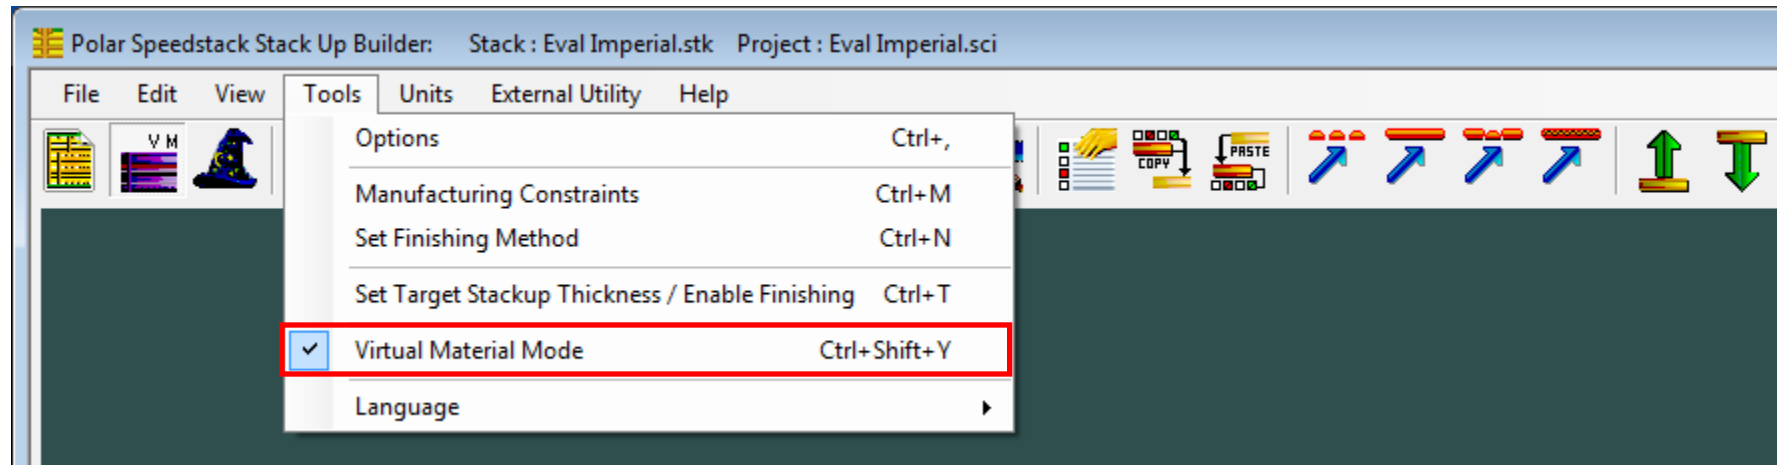 Polar Speedstack Stack Up Builder: Stack : Eval Imperial.stk Project : Eval Imperial.sci
File Edit View Tools Units External Utility Help
V M
COPY
PASTE
Options Ctrl+,
Manufacturing Constraints Ctrl+M
Set Finishing Method Ctrl+N
Set Target Stackup Thickness / Enable Finishing Ctrl+T
Virtual Material Mode Ctrl+Shift+Y
Language